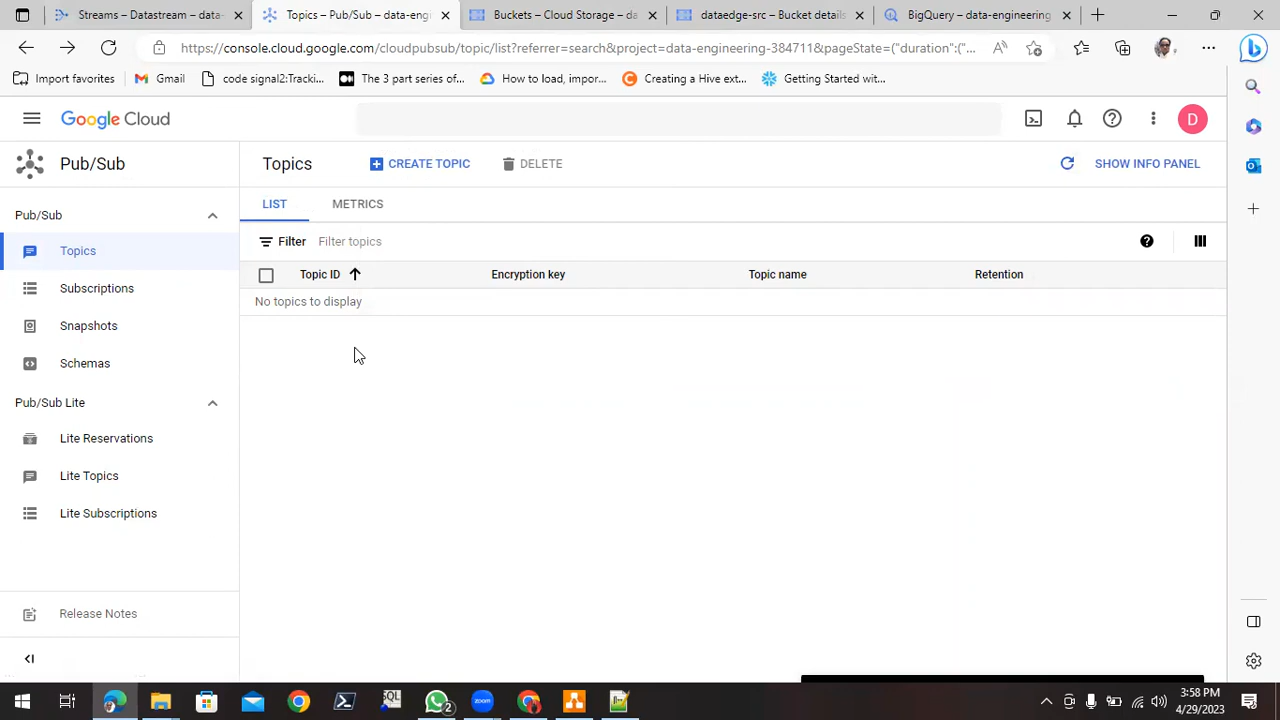 Streams – Datastream – data-
Topics – Pub/Sub – data-eng
Buckets – Cloud Storage – da
dataedge-src – Bucket details
BigQuery – data-engineering
https://console.cloud.google.com/cloudpubsub/topic/list?referrer=search&project=data-engineering-384711&pageState=("duration":("...
Import favorites
Gmail
code signal2:Tracki...
The 3 part series of...
How to load, impor...
Creating a Hive ext...
Getting Started wit...
Google Cloud
D
Pub/Sub
Topics
CREATE TOPIC
DELETE
SHOW INFO PANEL
Pub/Sub
LIST
METRICS
Topics
Filter
Filter topics
Topic ID
Encryption key
Topic name
Retention
Subscriptions
No topics to display
Snapshots
Schemas
Pub/Sub Lite
Lite Reservations
Lite Topics
Lite Subscriptions
Release Notes
SQL
2
zoom
3:58 PM
4/29/2023